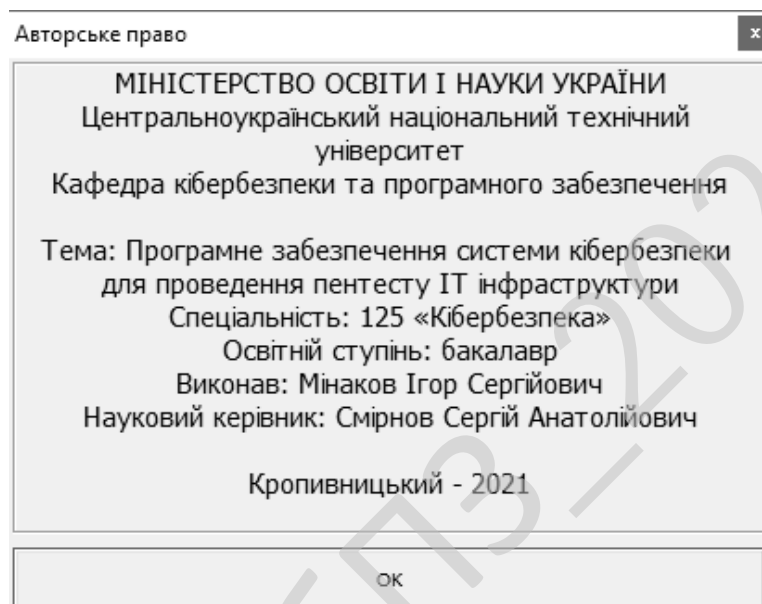 Авторське право
x
МІНІСТЕРСТВО ОСВІТИ І НАУКИ УКРАЇНИ
Центральноукраїнський національний технічний
університет
Кафедра кібербезпеки та програмного забезпечення
Тема: Програмне забезпечення системи кібербезпеки
для проведення пентесту ІТ інфраструктури
Спеціальність: 125 «Кібербезпека»
Освітній ступінь: бакалавр
Виконав: Мінаков Ігор Сергійович
Науковий керівник: Смірнов Сергій Анатолійович
Кропивницький - 2021
ОК